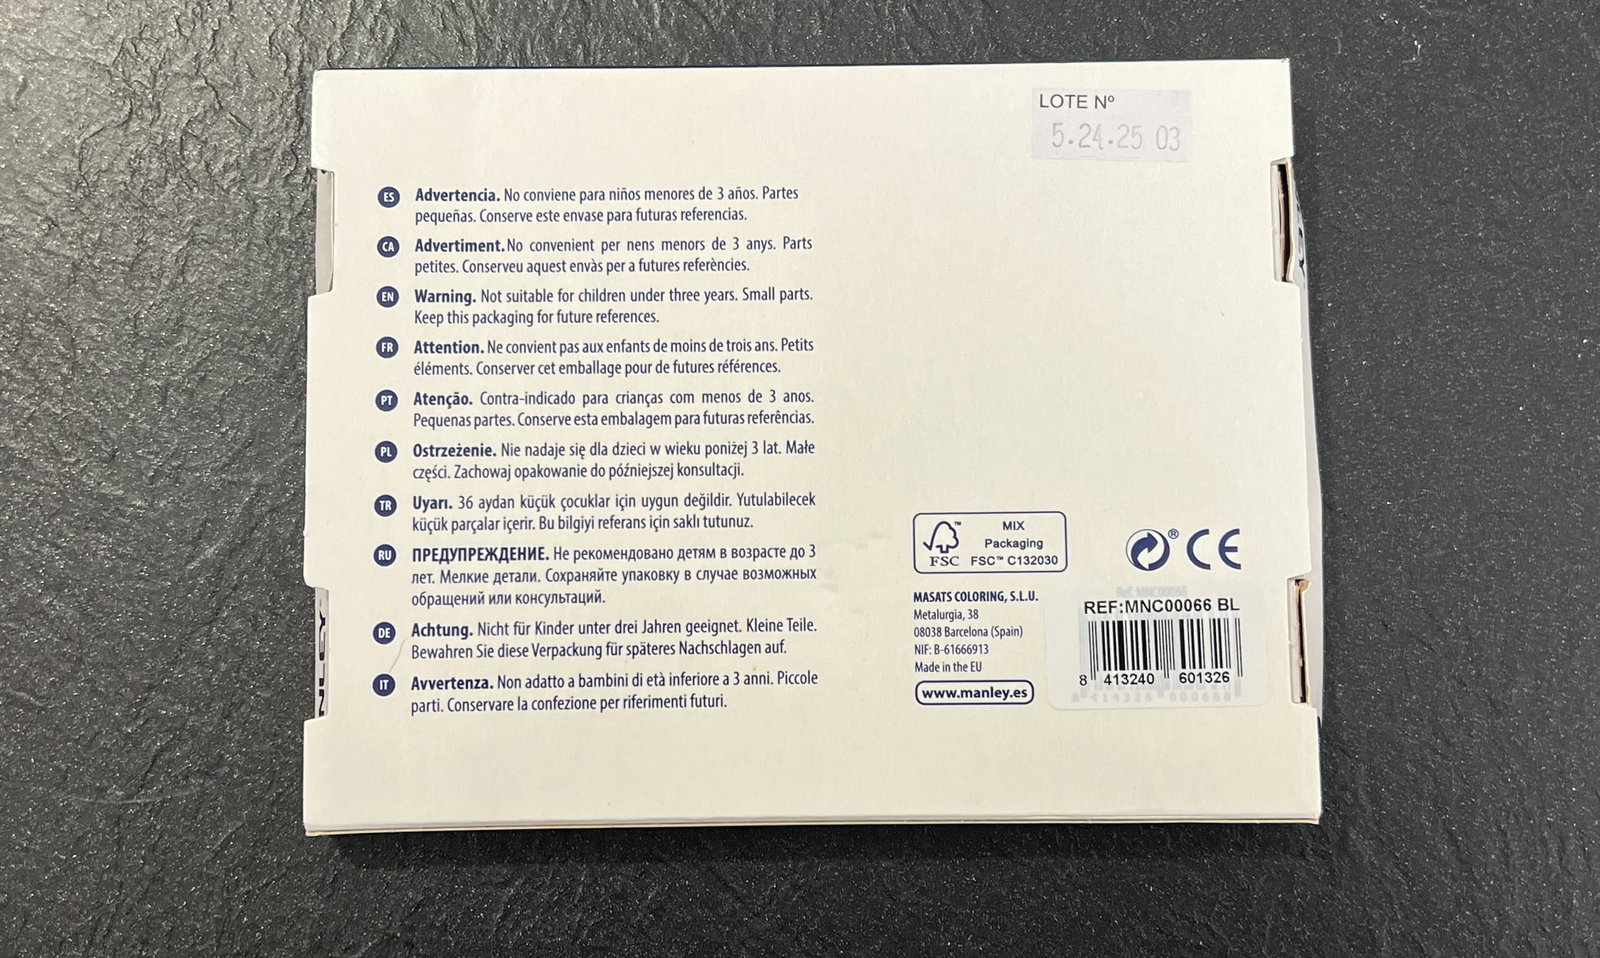 LOTE Nº
5.24.25 03
ES Advertencia. No conviene para niños menores de 3 años. Partes
pequeñas. Conserve este envase para futuras referencias.
CA Advertiment. No convenient per nens menors de 3 anys. Parts
petites. Conserveu aquest envàs per a futures referències.
EN Warning. Not suitable for children under three years. Small parts.
Keep this packaging for future references.
FR Attention. Ne convient pas aux enfants de moins de trois ans. Petits
éléments. Conserver cet emballage pour de futures références.
PT Atenção. Contra-indicado para crianças com menos de 3 anos.
Pequenas partes. Conserve esta embalagem para futuras referências.
PL Ostrzeżenie. Nie nadaje się dla dzieci w wieku poniżej 3 lat. Małe
części. Zachowaj opakowanie do późniejszej konsultacji.
TR Uyarı. 36 aydan küçük çocuklar için uygun değildir. Yutulabilecek
küçük parçalar içerir. Bu bilgiyi referans için saklı tutunuz.
RU ПРЕДУПРЕЖДЕНИЕ. Не рекомендовано детям в возрасте до 3
лет. Мелкие детали. Сохраняйте упаковку в случае возможных
обращений или консультаций.
DE Achtung. Nicht für Kinder unter drei Jahren geeignet. Kleine Teile.
Bewahren Sie diese Verpackung für späteres Nachschlagen auf.
IT Avvertenza. Non adatto a bambini di età inferiore a 3 anni. Piccole
parti. Conservare la confezione per riferimenti futuri.
NLEY
FSC™
MIX
Packaging
FSC™ C132030
® CE
MASATS COLORING, S.L.U.
Metalurgia, 38
08038 Barcelona (Spain)
NIF: B-61666913
Made in the EU
www.manley.es
Ref. MNC00066
REF:MNC00066 BL
8 413240 601326
8 414326 000668